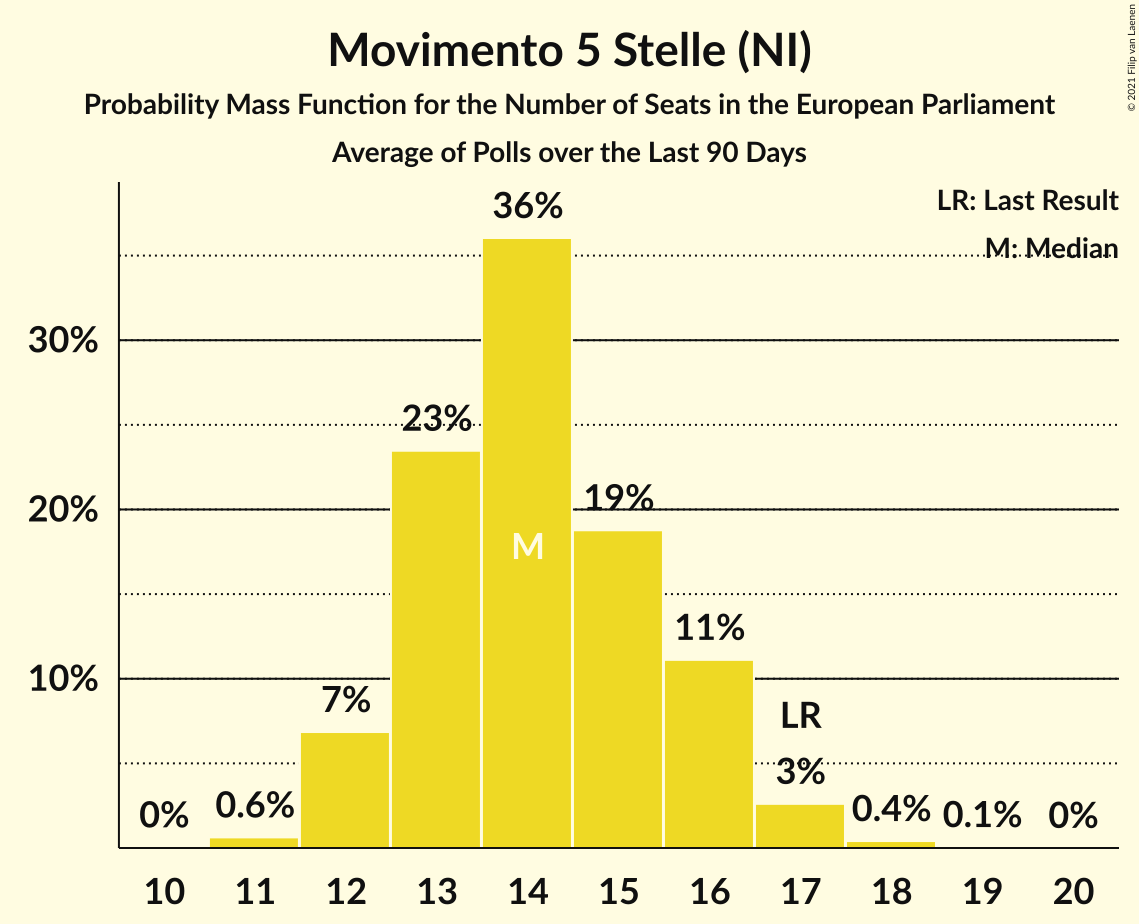 Movimento 5 Stelle (NI)
Probability Mass Function for the Number of Seats in the European Parliament
Average of Polls over the Last 90 Days
© 2021 Filip van Laenen
LR: Last Result
M: Median
30%
20%
10%
0%
0.6%
7%
23%
36%
M
19%
11%
LR
3%
0.4%
0.1%
0%
10 11 12 13 14 15 16 17 18 19 20